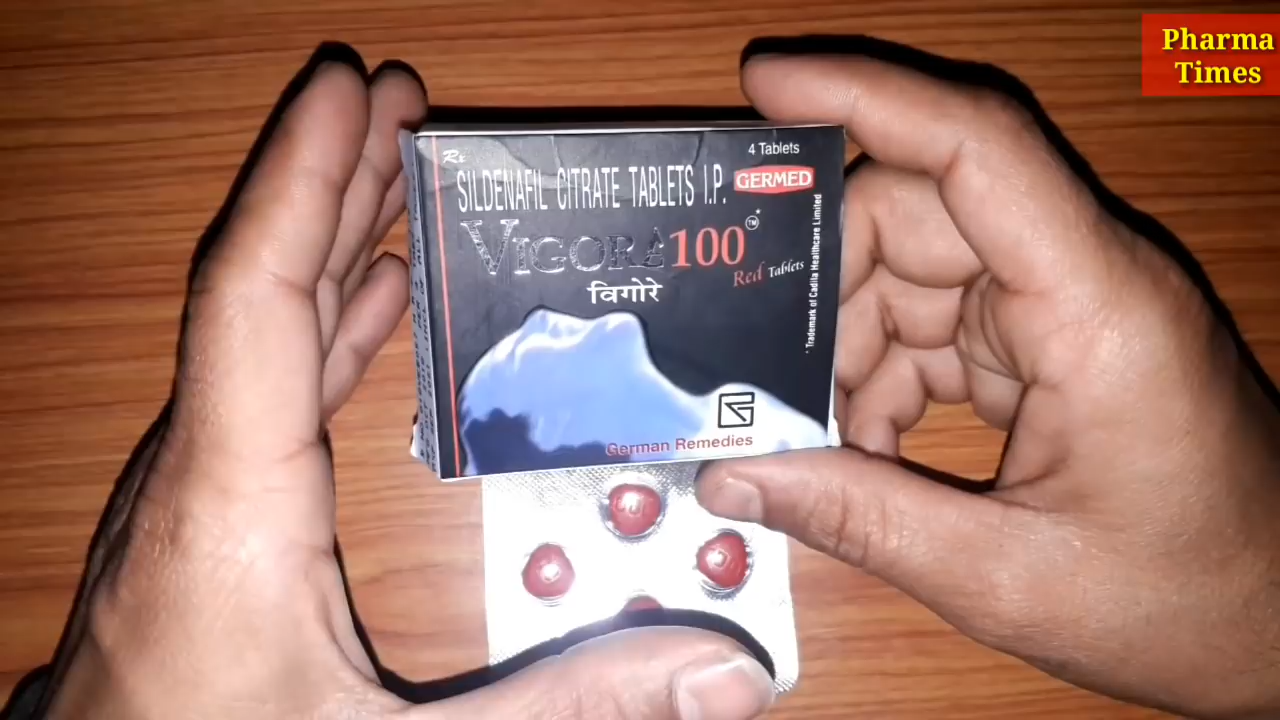 Pharma
Times
Rx
4 Tablets
SILDENAFIL CITRATE TABLETS I.P.
GERMED
VIGORA 100 TM*
Red Tablets
विगोरे
* Trademark of Cadila Healthcare Limited
German Remedies